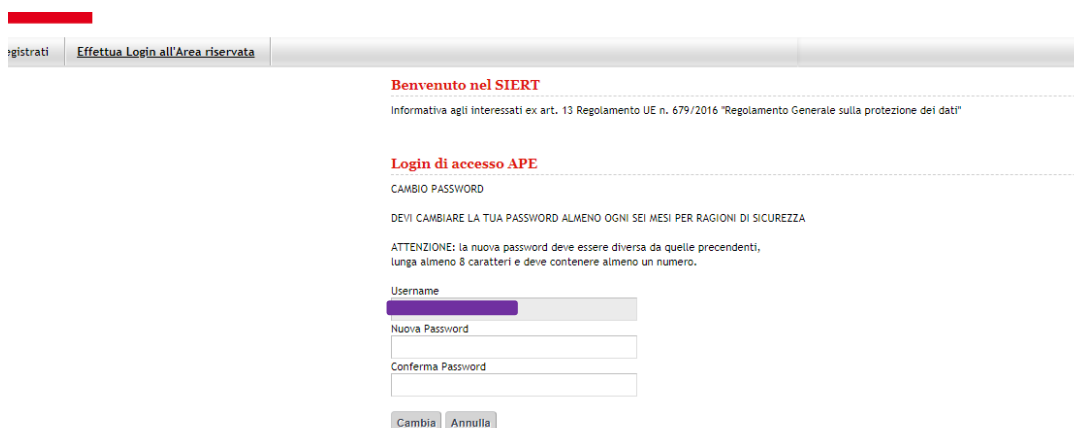 egistrati
Effettua Login all'Area riservata
Benvenuto nel SIERT
Informativa agli interessati ex art. 13 Regolamento UE n. 679/2016 "Regolamento Generale sulla protezione dei dati"
Login di accesso APE
CAMBIO PASSWORD
DEVI CAMBIARE LA TUA PASSWORD ALMENO OGNI SEI MESI PER RAGIONI DI SICUREZZA
ATTENZIONE: la nuova password deve essere diversa da quelle precendenti,
lunga almeno 8 caratteri e deve contenere almeno un numero.
Username
Nuova Password
Conferma Password
Cambia Annulla